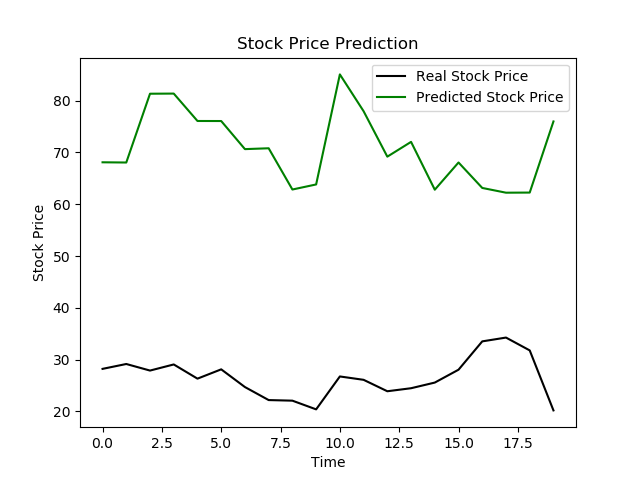 Stock Price Prediction
Real Stock Price
Predicted Stock Price
80
70
60
50
40
30
20
Stock Price
0.0 2.5 5.0 7.5 10.0 12.5 15.0 17.5
Time